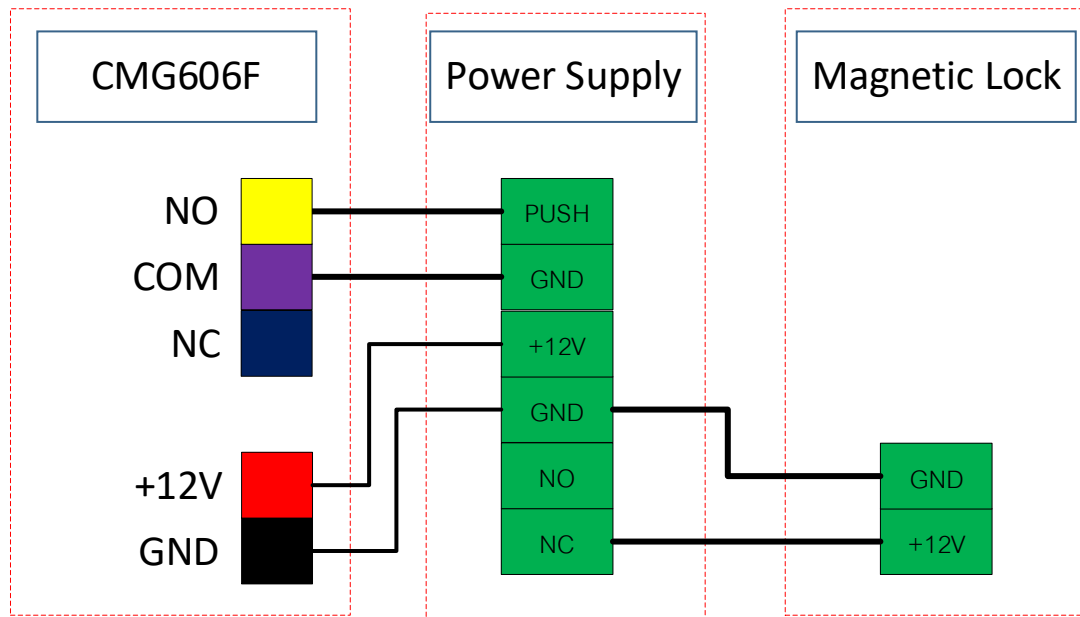 CMG606F
Power Supply
Magnetic Lock
NO
COM
NC
+12V
GND
PUSH
GND
+12V
GND
NO
NC
GND
+12V